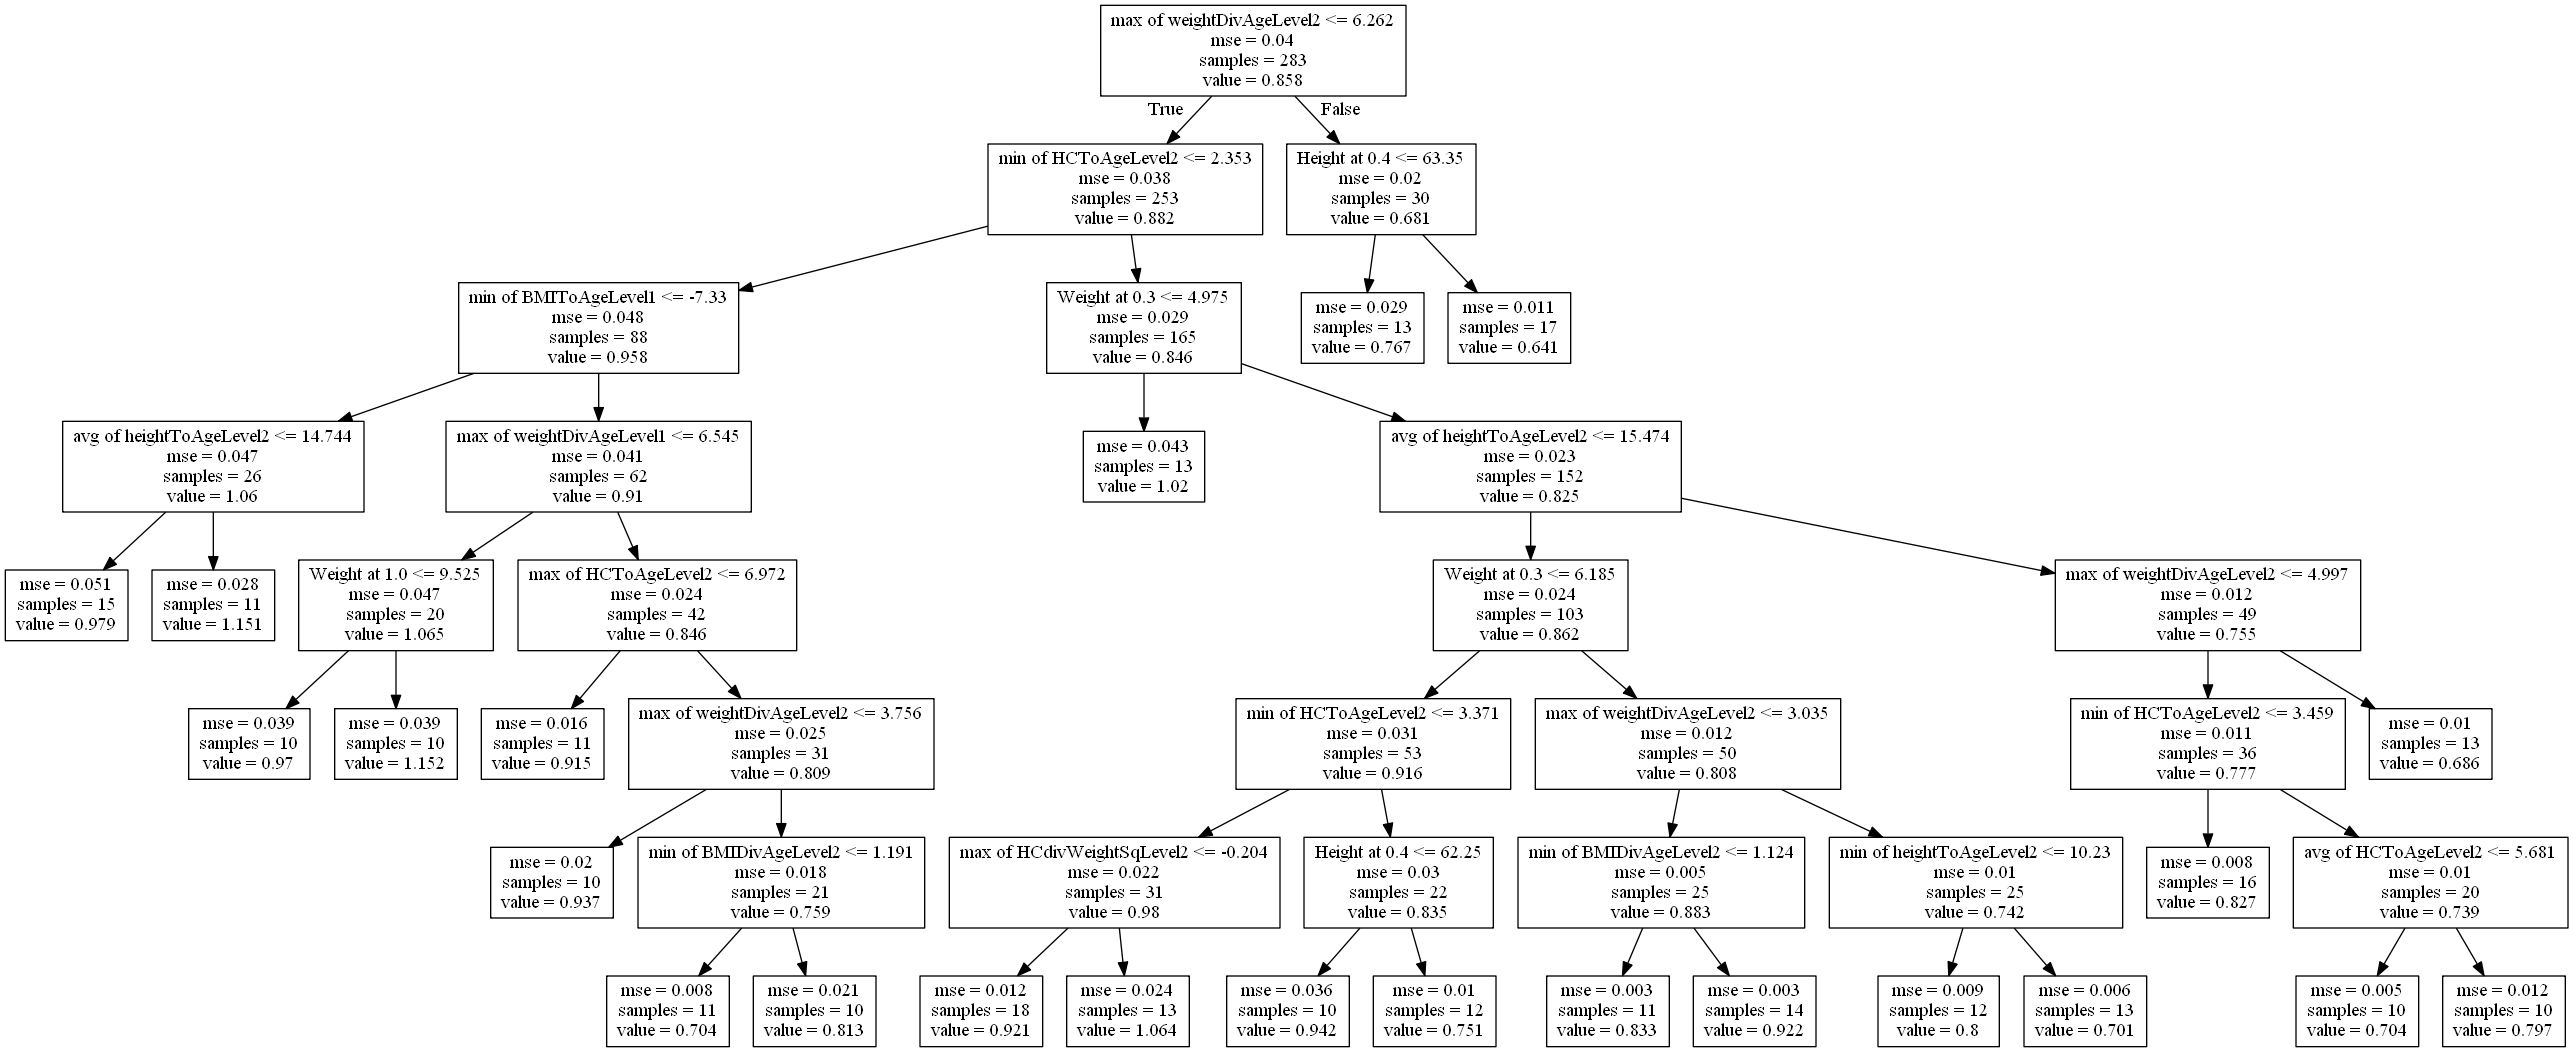 max of weightDivAgeLevel2 <= 6.262
mse = 0.04
samples = 283
value = 0.858
True
False
min of HCToAgeLevel2 <= 2.353
mse = 0.038
samples = 253
value = 0.882
Height at 0.4 <= 63.35
mse = 0.02
samples = 30
value = 0.681
min of BMIToAgeLevel1 <= -7.33
mse = 0.048
samples = 88
value = 0.958
Weight at 0.3 <= 4.975
mse = 0.029
samples = 165
value = 0.846
mse = 0.029
samples = 13
value = 0.767
mse = 0.011
samples = 17
value = 0.641
avg of heightToAgeLevel2 <= 14.744
mse = 0.047
samples = 26
value = 1.06
max of weightDivAgeLevel1 <= 6.545
mse = 0.041
samples = 62
value = 0.91
mse = 0.043
samples = 13
value = 1.02
avg of heightToAgeLevel2 <= 15.474
mse = 0.023
samples = 152
value = 0.825
mse = 0.051
samples = 15
value = 0.979
mse = 0.028
samples = 11
value = 1.151
Weight at 1.0 <= 9.525
mse = 0.047
samples = 20
value = 1.065
max of HCToAgeLevel2 <= 6.972
mse = 0.024
samples = 42
value = 0.846
Weight at 0.3 <= 6.185
mse = 0.024
samples = 103
value = 0.862
max of weightDivAgeLevel2 <= 4.997
mse = 0.012
samples = 49
value = 0.755
mse = 0.039
samples = 10
value = 0.97
mse = 0.039
samples = 10
value = 1.152
mse = 0.016
samples = 11
value = 0.915
max of weightDivAgeLevel2 <= 3.756
mse = 0.025
samples = 31
value = 0.809
min of HCToAgeLevel2 <= 3.371
mse = 0.031
samples = 53
value = 0.916
max of weightDivAgeLevel2 <= 3.035
mse = 0.012
samples = 50
value = 0.808
min of HCToAgeLevel2 <= 3.459
mse = 0.011
samples = 36
value = 0.777
mse = 0.01
samples = 13
value = 0.686
mse = 0.02
samples = 10
value = 0.937
min of BMIDivAgeLevel2 <= 1.191
mse = 0.018
samples = 21
value = 0.759
max of HCdivWeightSqLevel2 <= -0.204
mse = 0.022
samples = 31
value = 0.98
Height at 0.4 <= 62.25
mse = 0.03
samples = 22
value = 0.835
min of BMIDivAgeLevel2 <= 1.124
mse = 0.005
samples = 25
value = 0.883
min of heightToAgeLevel2 <= 10.23
mse = 0.01
samples = 25
value = 0.742
mse = 0.008
samples = 16
value = 0.827
avg of HCToAgeLevel2 <= 5.681
mse = 0.01
samples = 20
value = 0.739
mse = 0.008
samples = 11
value = 0.704
mse = 0.021
samples = 10
value = 0.813
mse = 0.012
samples = 18
value = 0.921
mse = 0.024
samples = 13
value = 1.064
mse = 0.036
samples = 10
value = 0.942
mse = 0.01
samples = 12
value = 0.751
mse = 0.003
samples = 11
value = 0.833
mse = 0.003
samples = 14
value = 0.922
mse = 0.009
samples = 12
value = 0.8
mse = 0.006
samples = 13
value = 0.701
mse = 0.005
samples = 10
value = 0.704
mse = 0.012
samples = 10
value = 0.797